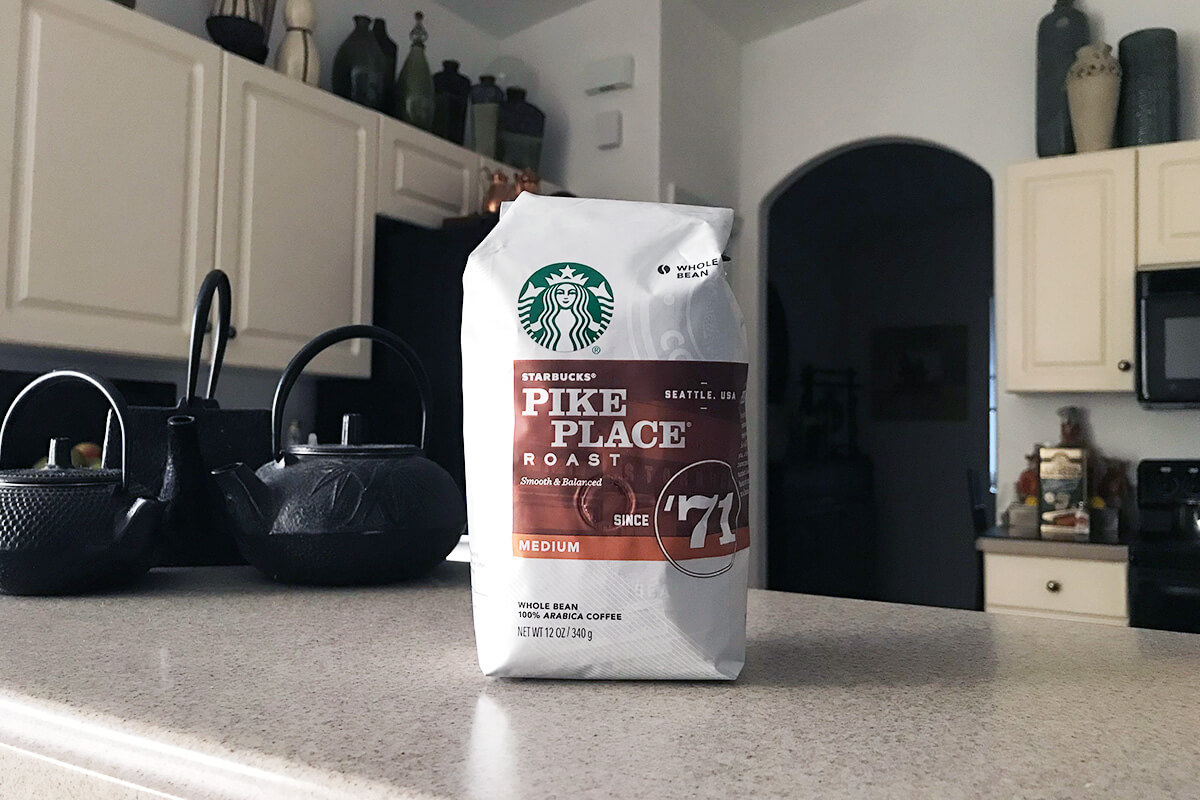 WHOLE
BEAN
STARBUCKS®
SEATTLE, USA
PIKE
PLACE®
ROAST
Smooth & Balanced
SINCE '71
MEDIUM
WHOLE BEAN
100% ARABICA COFFEE
NET WT 12 OZ / 340 g